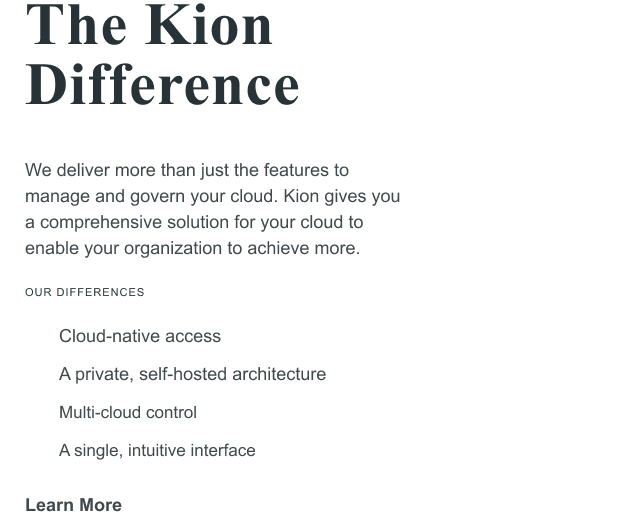 The Kion
Difference
We deliver more than just the features to
manage and govern your cloud. Kion gives you
a comprehensive solution for your cloud to
enable your organization to achieve more.
OUR DIFFERENCES
Cloud-native access
A private, self-hosted architecture
Multi-cloud control
A single, intuitive interface
Learn More